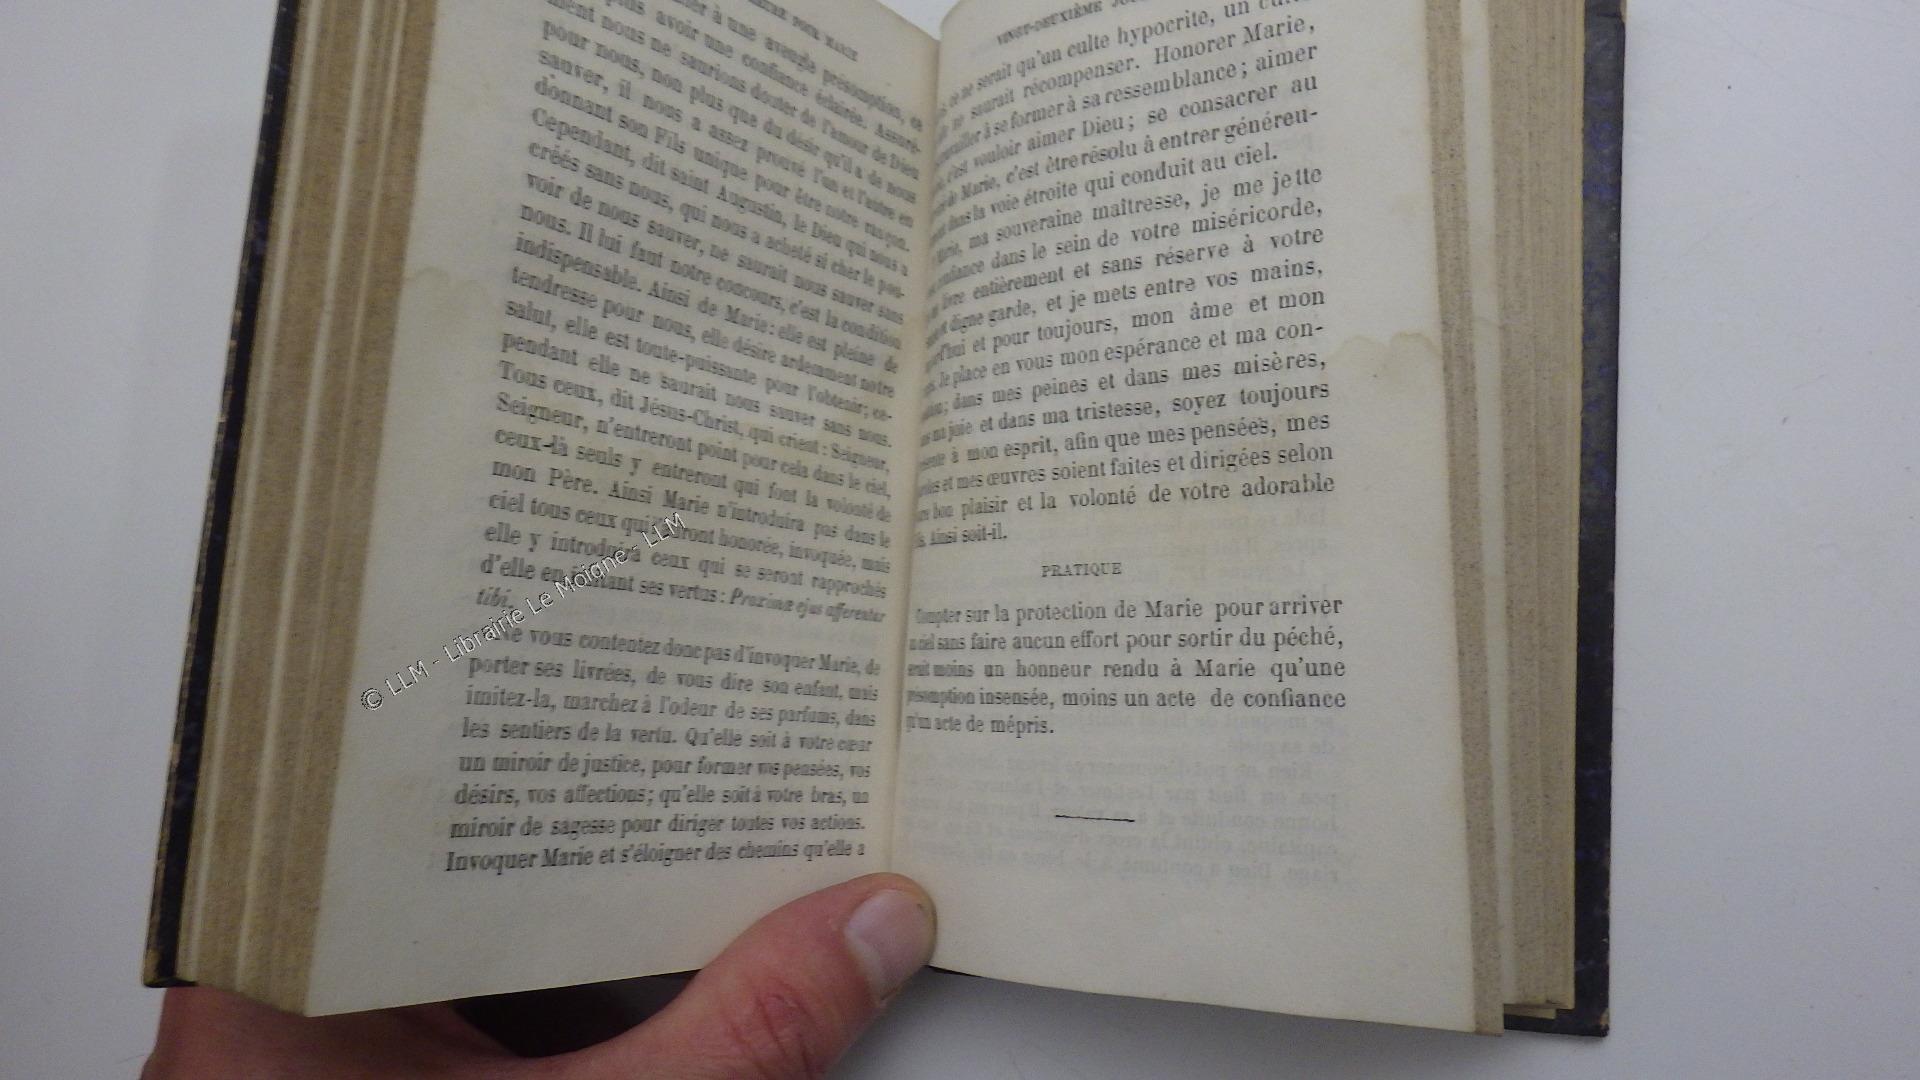 POUR MARIE
à une aveugle présomption, ce
plus avoir une confiance éclairée. Assuré-
ment nous ne saurions douter de l'amour de Dieu
pour nous, non plus que du désir qu'il a de nous
sauver, il nous a assez prouvé l'un et l'autre en
donnant son Fils unique pour être notre rançon.
Cependant, dit saint Augustin, le Dieu qui nous a
créés sans nous, qui nous a acheté si cher le pou-
voir de nous sauver, ne saurait nous sauver sans
nous. Il lui faut notre concours, c'est la condition
indispensable. Ainsi de Marie : elle est pleine de
tendresse pour nous, elle désire ardemment notre
salut, elle est toute-puissante pour l'obtenir; ce-
pendant elle ne saurait nous sauver sans nous.
Tous ceux, dit Jésus-Christ, qui crient : Seigneur,
Seigneur, n'entreront point pour cela dans le ciel,
ceux-là seuls y entreront qui font la volonté de
mon Père. Ainsi Marie n'introduira pas dans le
ciel tous ceux qui l'auront honorée, invoquée, mais
elle y introduira ceux qui se seront rapprochés
d'elle en imitant ses vertus : Proximæ ejus afferentur
tibi.
Ne vous contentez donc pas d'invoquer Marie, de
porter ses livrées, de vous dire son enfant, mais
imitez-la, marchez à l'odeur de ses parfums, dans
les sentiers de la vertu. Qu'elle soit à votre cœur
un miroir de justice, pour former vos pensées, vos
désirs, vos affections; qu'elle soit à votre bras, un
miroir de sagesse pour diriger toutes vos actions.
Invoquer Marie et s'éloigner des chemins qu'elle a
VINGT-DEUXIÈME
ce ne serait qu'un culte hypocrite, un
ne saurait récompenser. Honorer Marie,
à se former à sa ressemblance; aimer
c'est vouloir aimer Dieu; se consacrer au
de Marie, c'est être résolu à entrer généreu-
dans la voie étroite qui conduit au ciel.
ma souveraine maîtresse, je me jette
confiance dans le sein de votre miséricorde,
livre entièrement et sans réserve à votre
digne garde, et je mets entre vos mains,
et pour toujours, mon âme et mon
Je place en vous mon espérance et ma con-
dans mes peines et dans mes misères,
ma joie et dans ma tristesse, soyez toujours
à mon esprit, afin que mes pensées, mes
et mes œuvres soient faites et dirigées selon
bon plaisir et la volonté de votre adorable
Ainsi soit-il.
PRATIQUE
Compter sur la protection de Marie pour arriver
ciel sans faire aucun effort pour sortir du péché,
moins un honneur rendu à Marie qu'une
présomption insensée, moins un acte de confiance
qu'un acte de mépris.
© LLM - Librairie Le Moigne - LLM